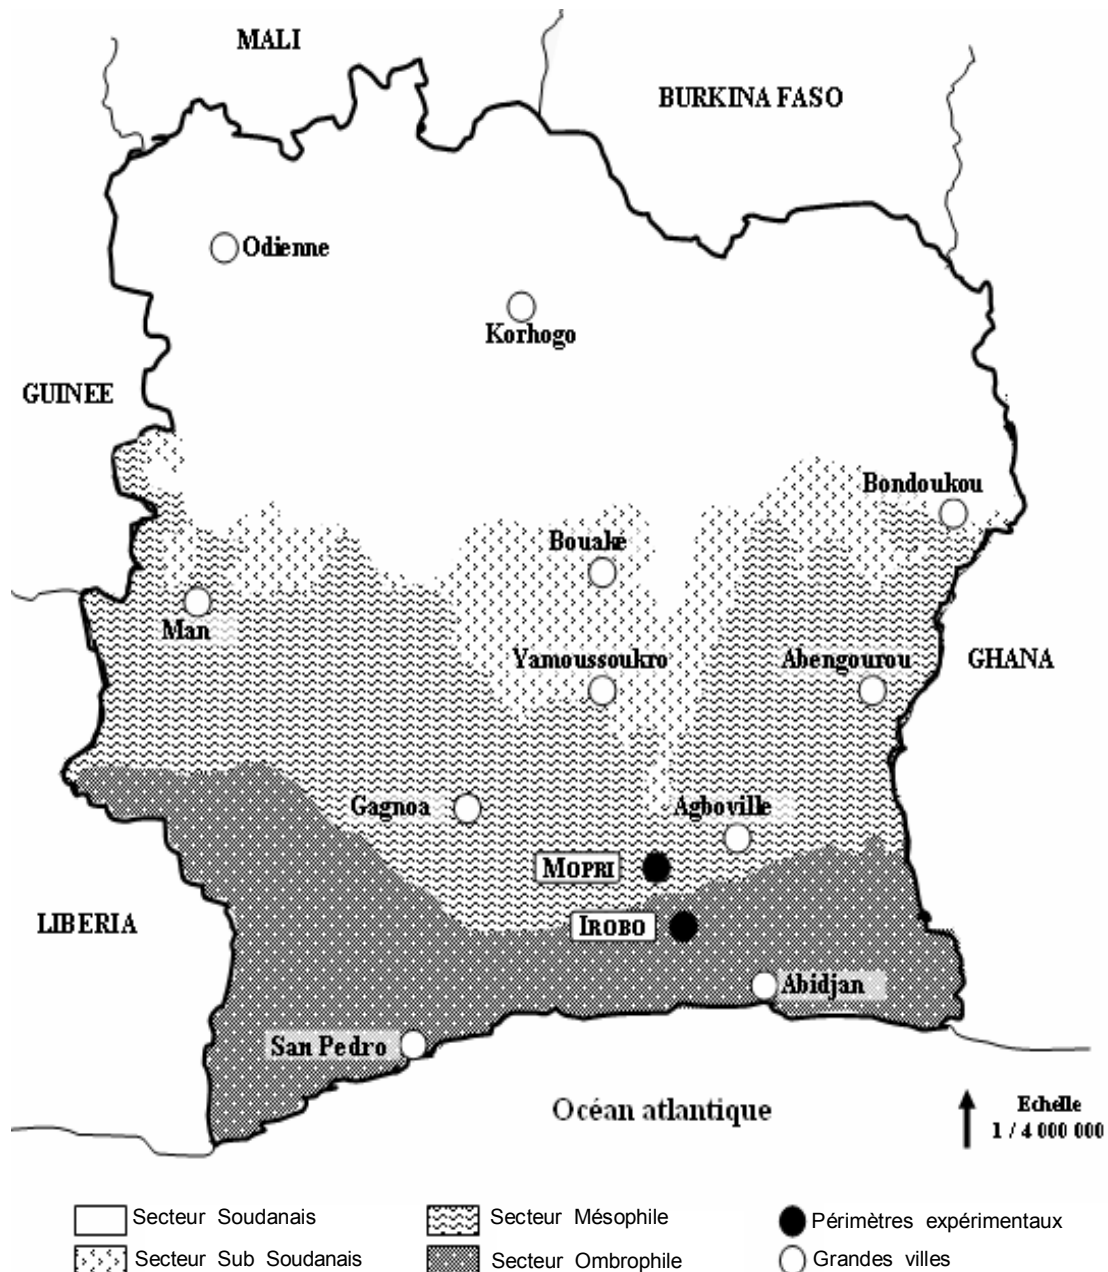 MALI
BURKINA FASO
Odienne
Korhogo
GUINEE
Bondoukou
Bouake
Man
Yamoussoukro
Abengourou
GHANA
Gagnoa
Agboville
MOPRI
LIBERIA
IROBO
Abidjan
San Pedro
Océan atlantique
Echelle
1 / 4 000 000
Secteur Soudanais
Secteur Mésophile
Périmètres expérimentaux
Secteur Sub Soudanais
Secteur Ombrophile
Grandes villes